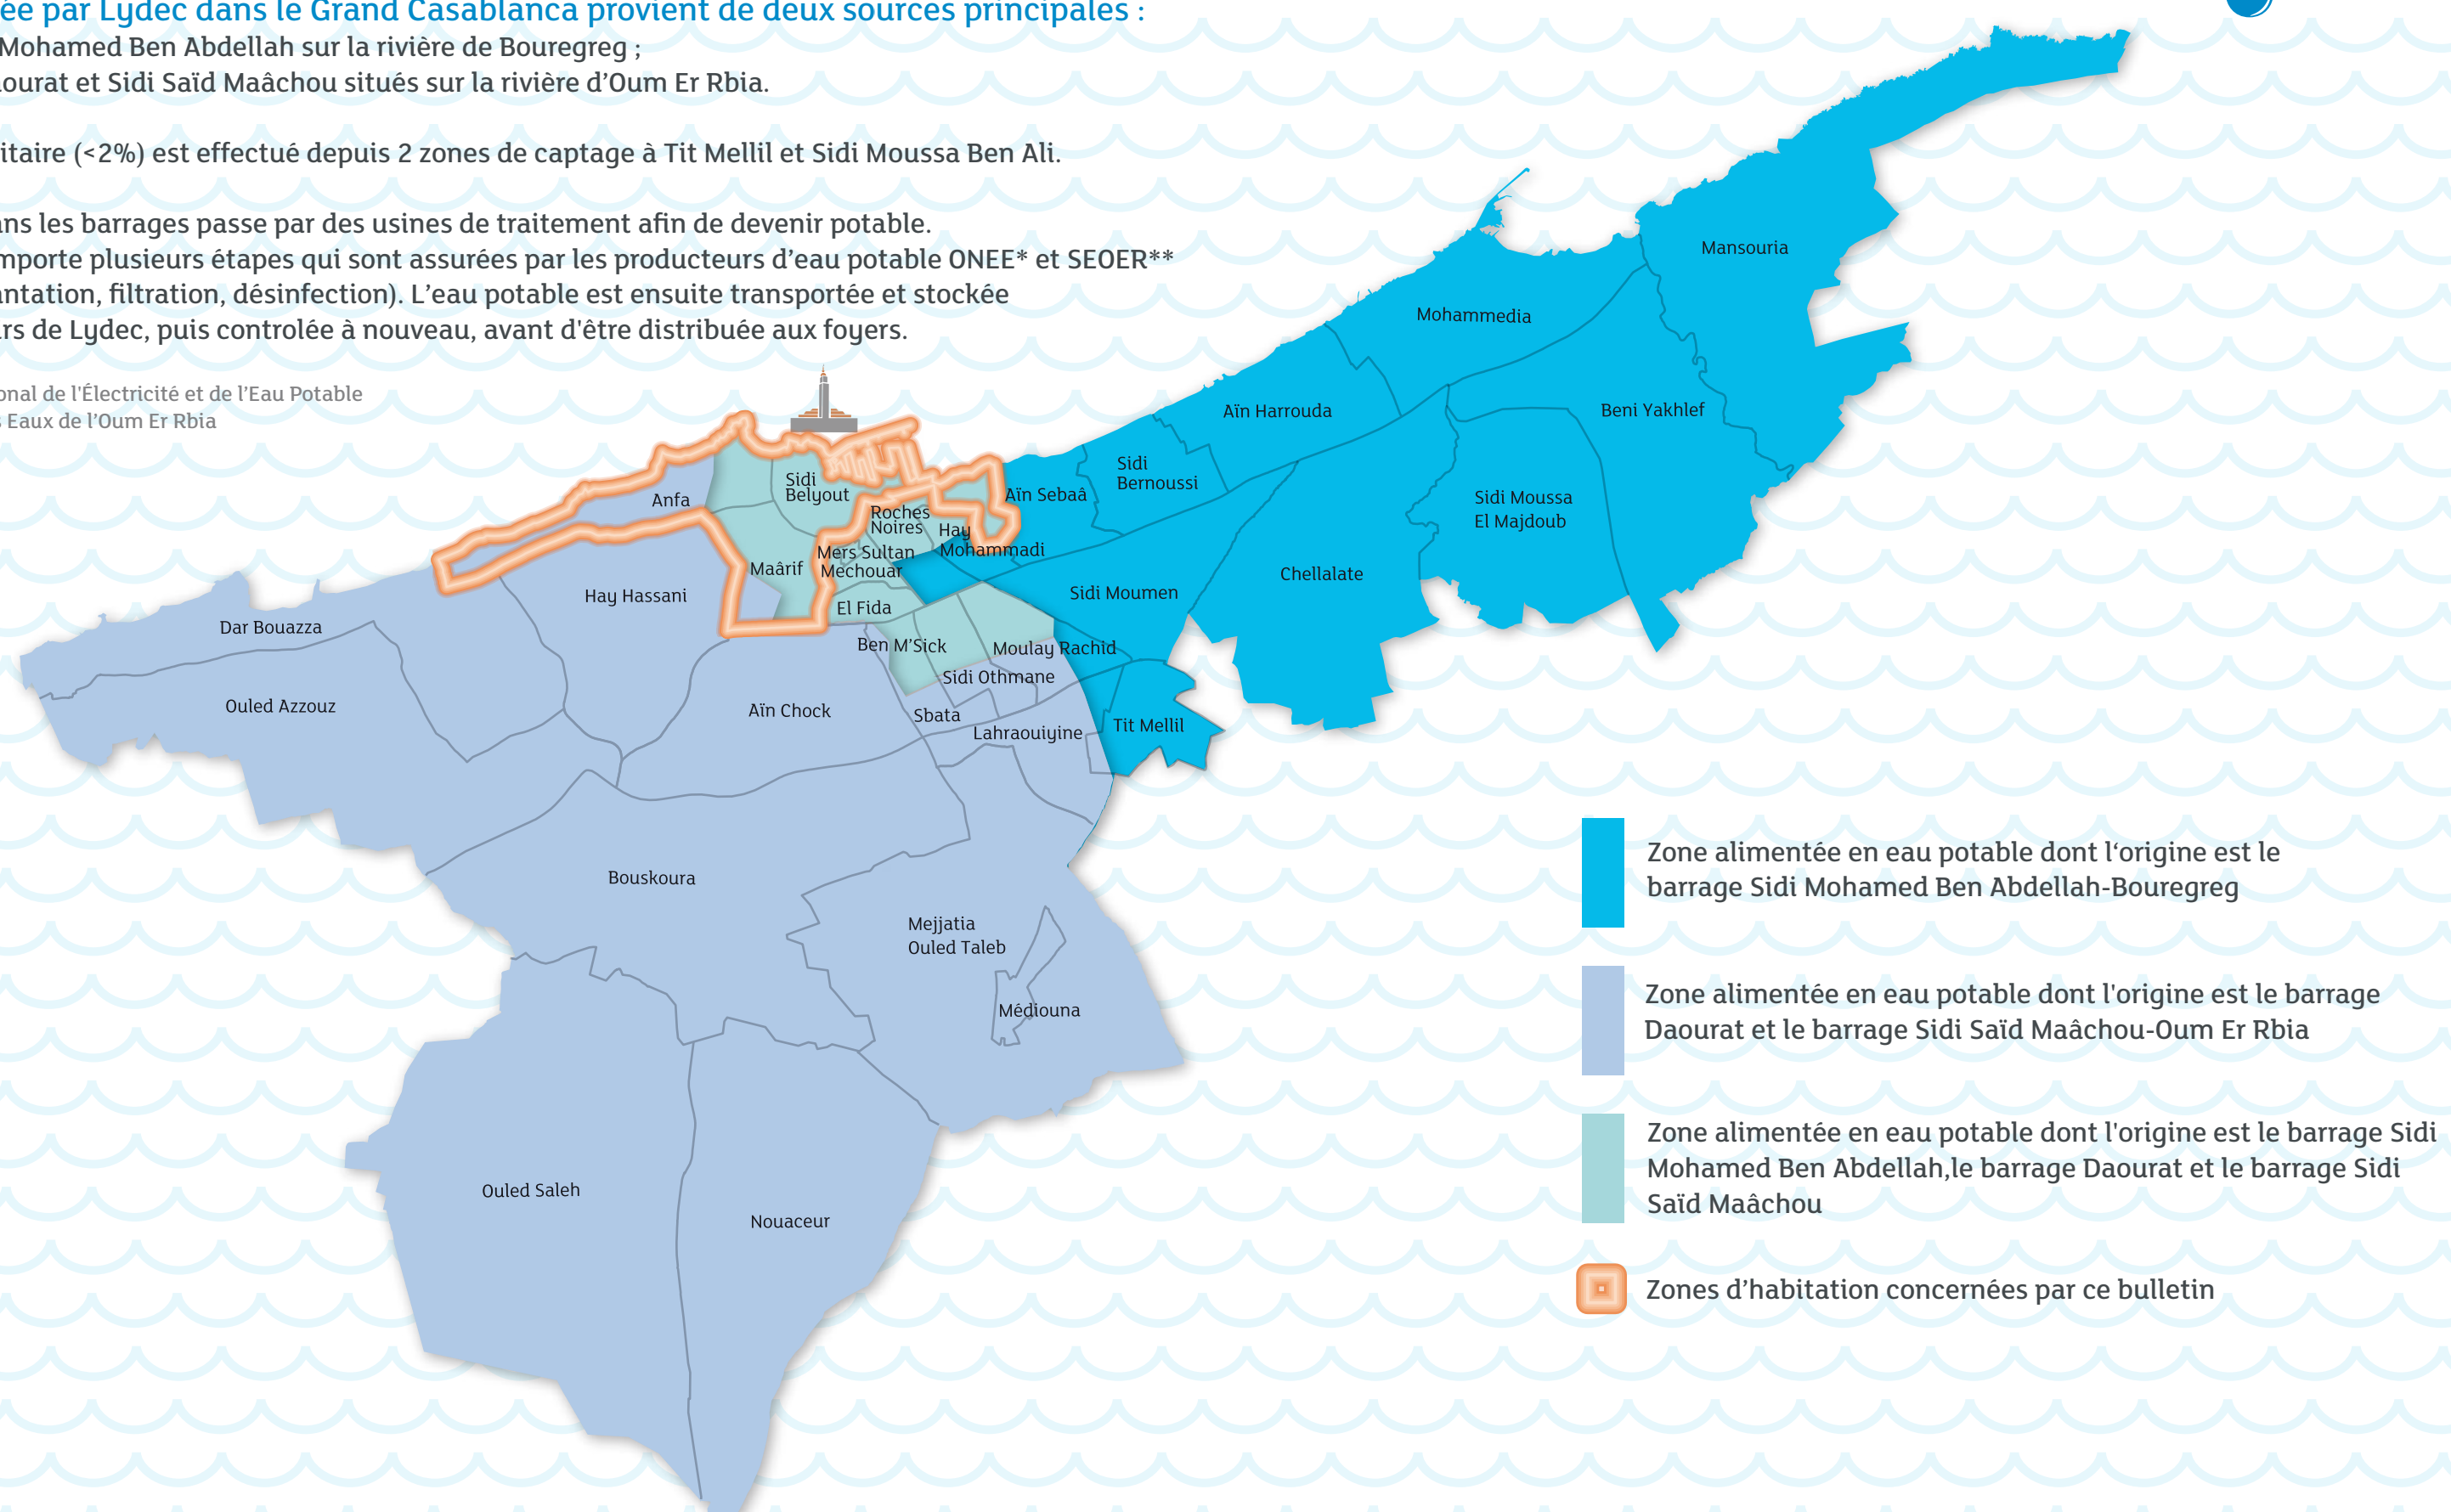 ée par Lydec dans le Grand Casablanca provient de deux sources principales :
Mohamed Ben Abdellah sur la rivière de Bouregreg ;
ourat et Sidi Saïd Maâchou situés sur la rivière d’Oum Er Rbia.
itaire (<2%) est effectué depuis 2 zones de captage à Tit Mellil et Sidi Moussa Ben Ali.
ns les barrages passe par des usines de traitement afin de devenir potable.
mporte plusieurs étapes qui sont assurées par les producteurs d’eau potable ONEE* et SEOER**
ntation, filtration, désinfection). L’eau potable est ensuite transportée et stockée
rs de Lydec, puis controlée à nouveau, avant d'être distribuée aux foyers.
onal de l'Électricité et de l’Eau Potable
s Eaux de l’Oum Er Rbia
Mansouria
Mohammedia
Aïn Harrouda
Beni Yakhlef
Sidi
Bernoussi
Sidi
Belyout
Aïn Sebaâ
Anfa
Sidi Moussa
El Majdoub
Roches
Noires
Hay
Mohammadi
Mers Sultan
Mechouar
Maârif
Chellalate
Hay Hassani
Sidi Moumen
El Fida
Dar Bouazza
Ben M’Sick
Moulay Rachid
Sidi Othmane
Ouled Azzouz
Aïn Chock
Sbata
Tit Mellil
Lahraouiyine
Bouskoura
Mejjatia
Ouled Taleb
Médiouna
Ouled Saleh
Nouaceur
Zone alimentée en eau potable dont l‘origine est le
barrage Sidi Mohamed Ben Abdellah-Bouregreg
Zone alimentée en eau potable dont l'origine est le barrage
Daourat et le barrage Sidi Saïd Maâchou-Oum Er Rbia
Zone alimentée en eau potable dont l'origine est le barrage Sidi
Mohamed Ben Abdellah,le barrage Daourat et le barrage Sidi
Saïd Maâchou
Zones d’habitation concernées par ce bulletin